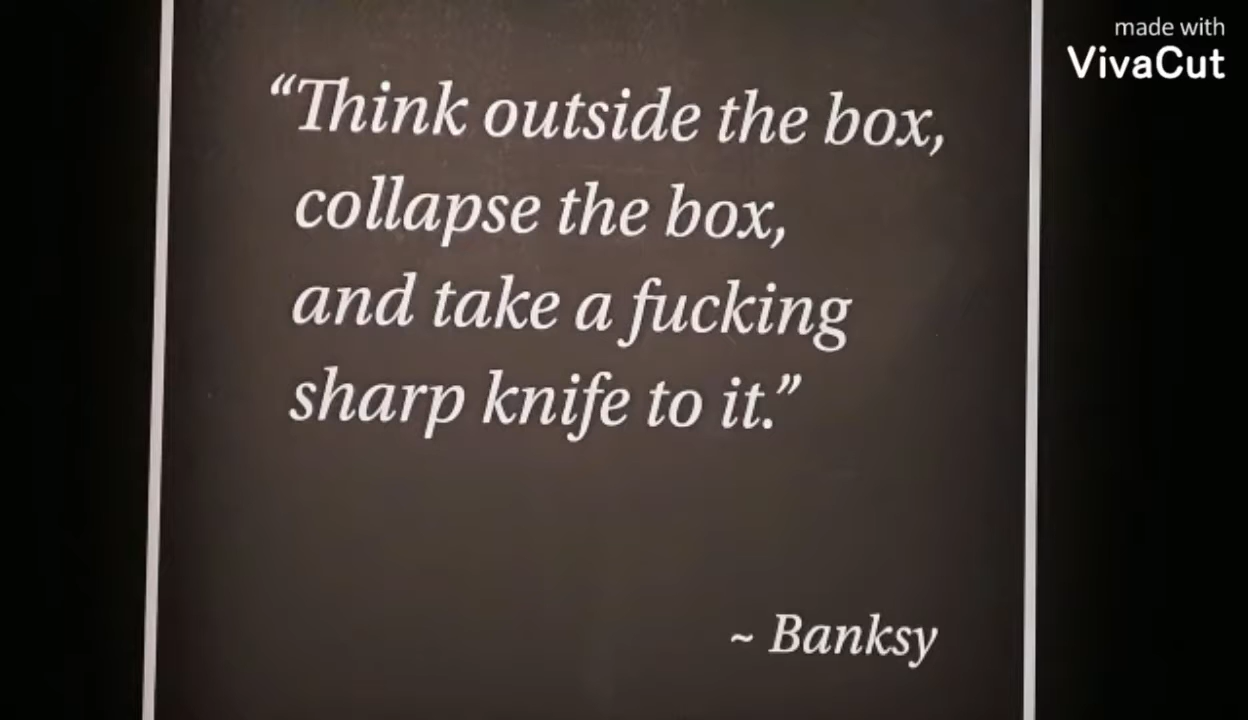 made with
VivaCut
“Think outside the box,
collapse the box,
and take a fucking
sharp knife to it.”
~ Banksy